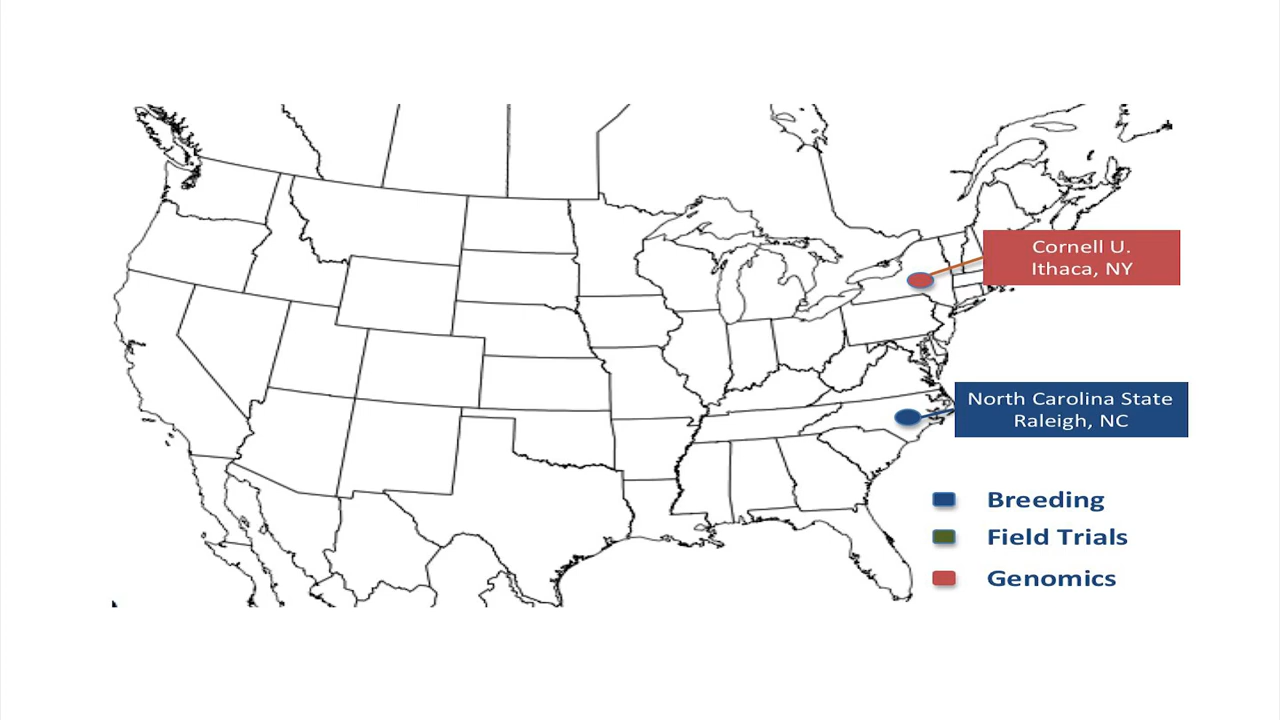 Cornell U.
Ithaca, NY
North Carolina State
Raleigh, NC
Breeding
Field Trials
Genomics